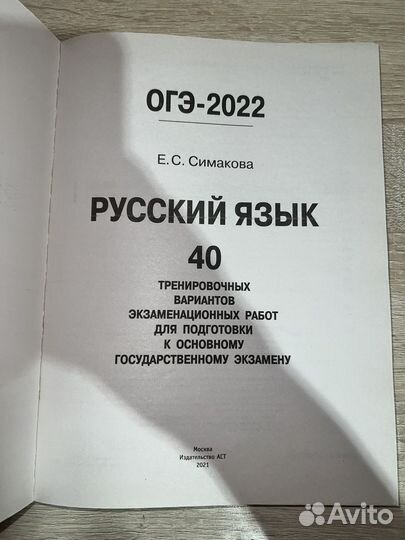 ОГЭ-2022
Е. С. Симакова
РУССКИЙ ЯЗЫК
40
ТРЕНИРОВОЧНЫХ
ВАРИАНТОВ
ЭКЗАМЕНАЦИОННЫХ РАБОТ
ДЛЯ ПОДГОТОВКИ
К ОСНОВНОМУ
ГОСУДАРСТВЕННОМУ ЭКЗАМЕНУ
Москва
Издательство АСТ
2021
Avito